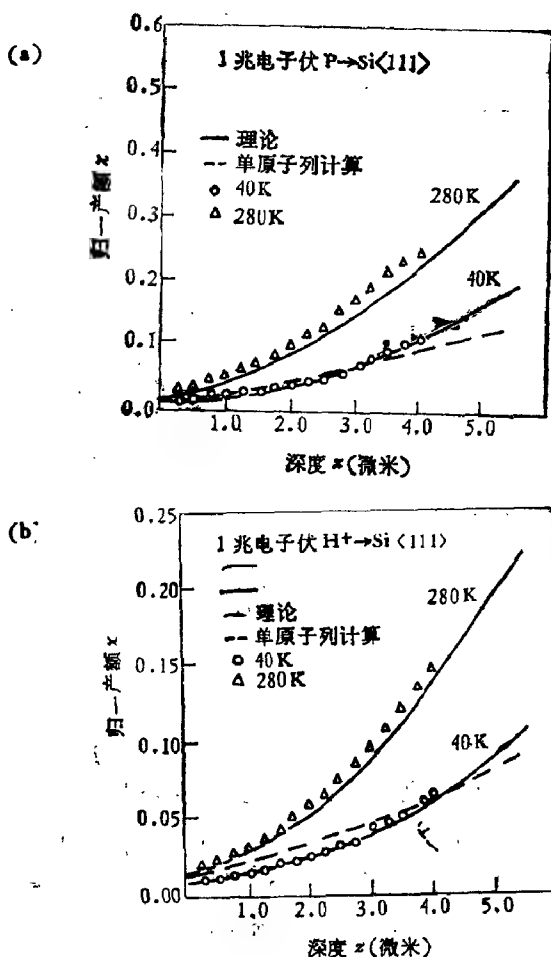 (a)
0.6
0.5
0.4
0.3
0.2
0.1
0.0
归一产额 χ
1 兆电子伏 P→Si<111>
理论
单原子列计算
40K
280K
280K
40K
1.0 2.0 3.0 4.0 5.0
深度 z (微米)
(b)
0.25
0.20
0.15
0.10
0.05
0.00
归一产额 χ
1 兆电子伏 H+→Si <111>
理论
单原子列计算
40K
280K
280K
40K
1.0 2.0 3.0 4.0 5.0
深度 z (微米)